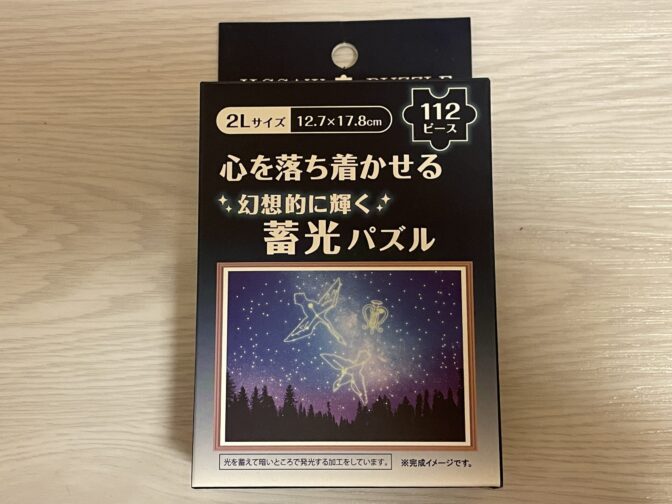 JIGSAW PUZZLE
2Lサイズ 12.7×17.8cm
112
ピース
心を落ち着かせる
幻想的に輝く
蓄光パズル
光を蓄えて暗いところで発光する加工をしています。 ※完成イメージです。